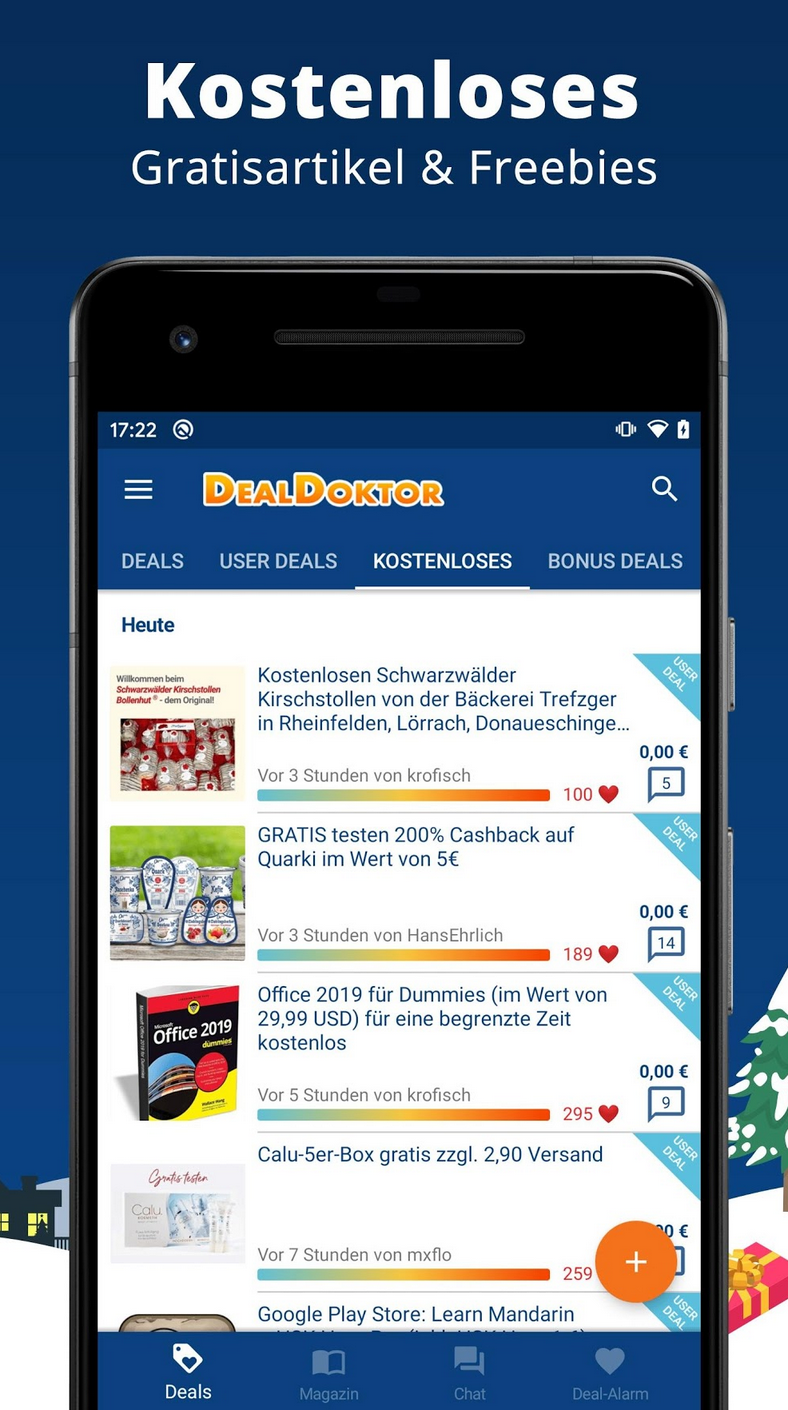 Kostenloses
Gratisartikel & Freebies
17:22
DEALDOKTOR
DEALS USER DEALS KOSTENLOSES BONUS DEALS
Heute
Willkommen beim
Schwarzwälder Kirschstollen
Bollenhut ® - dem Original!
Kostenlosen Schwarzwälder
Kirschstollen von der Bäckerei Trefzger
in Rheinfelden, Lörrach, Donaueschinge...
USER
DEAL
0,00 €
Vor 3 Stunden von krofisch
100
5
GRATIS testen 200% Cashback auf
Quarki im Wert von 5€
USER
DEAL
0,00 €
Vor 3 Stunden von HansEhrlich
189
14
Quark
Microsoft
Office 2019
dummies
Office 2019 für Dummies (im Wert von
29,99 USD) für eine begrenzte Zeit
kostenlos
USER
DEAL
0,00 €
Vor 5 Stunden von krofisch
295
9
Gratis testen
Calu
Calu-5er-Box gratis zzgl. 2,90 Versand
USER
DEAL
00 €
Vor 7 Stunden von mxflo
259
+
Google Play Store: Learn Mandarin
USER
DEAL
Deals Magazin Chat Deal-Alarm